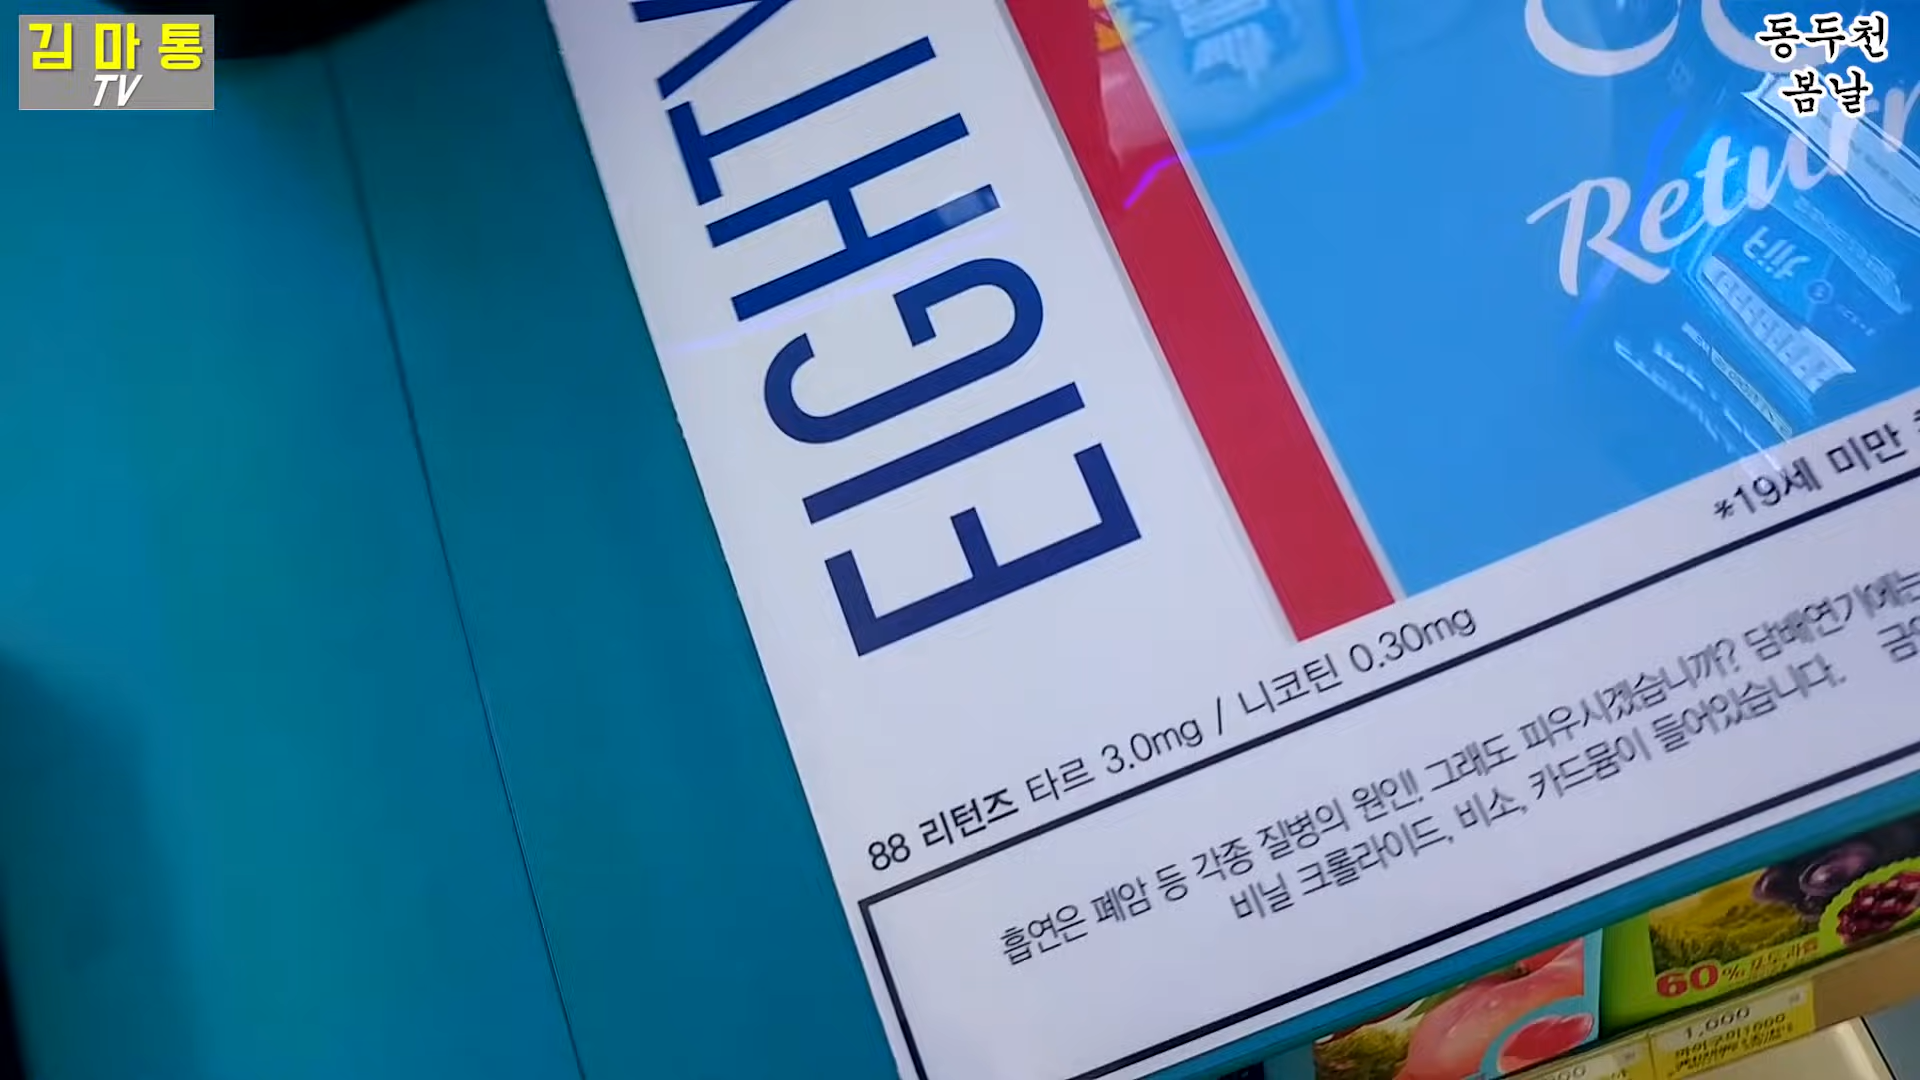 김마통
TV
동두천
봄날
EIGHTY
Return
※19세 미만
88 리턴즈 타르 3.0mg / 니코틴 0.30mg
흡연은 폐암 등 각종 질병의 원인! 그래도 피우시겠습니까? 담배연기에는
비닐 크롤라이드, 비소, 카드뮴이 들어있습니다.
60%
1,000